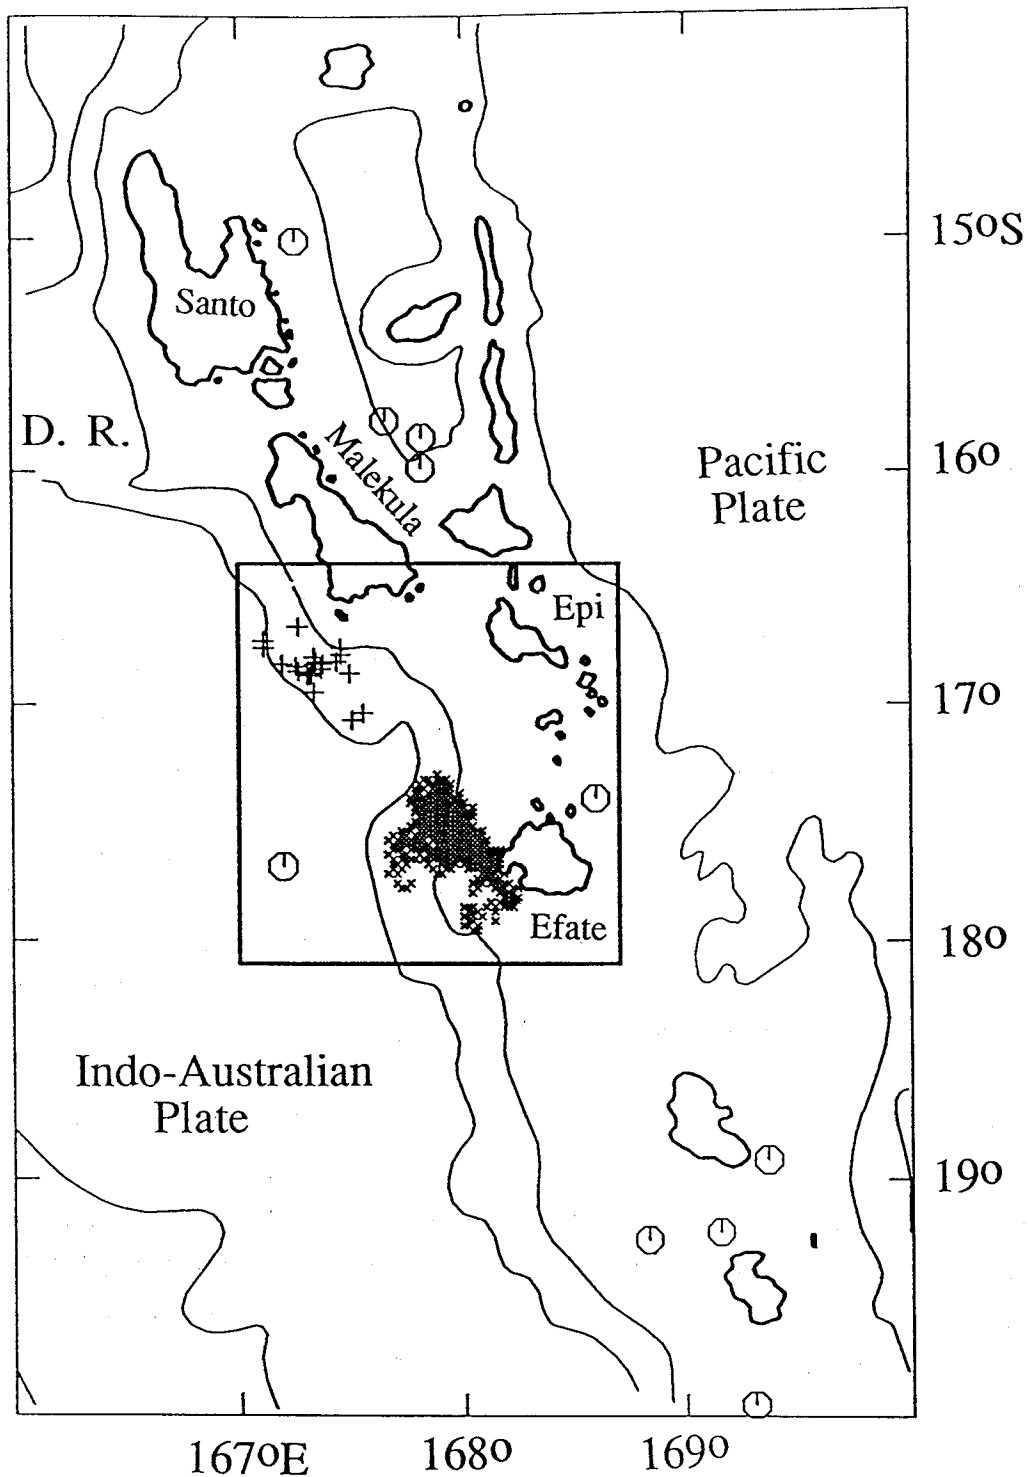 15oS
Santo
D. R.
Malekula
Pacific
Plate
16o
Epi
17o
Efate
18o
Indo-Australian
Plate
19o
167oE
168o
169o